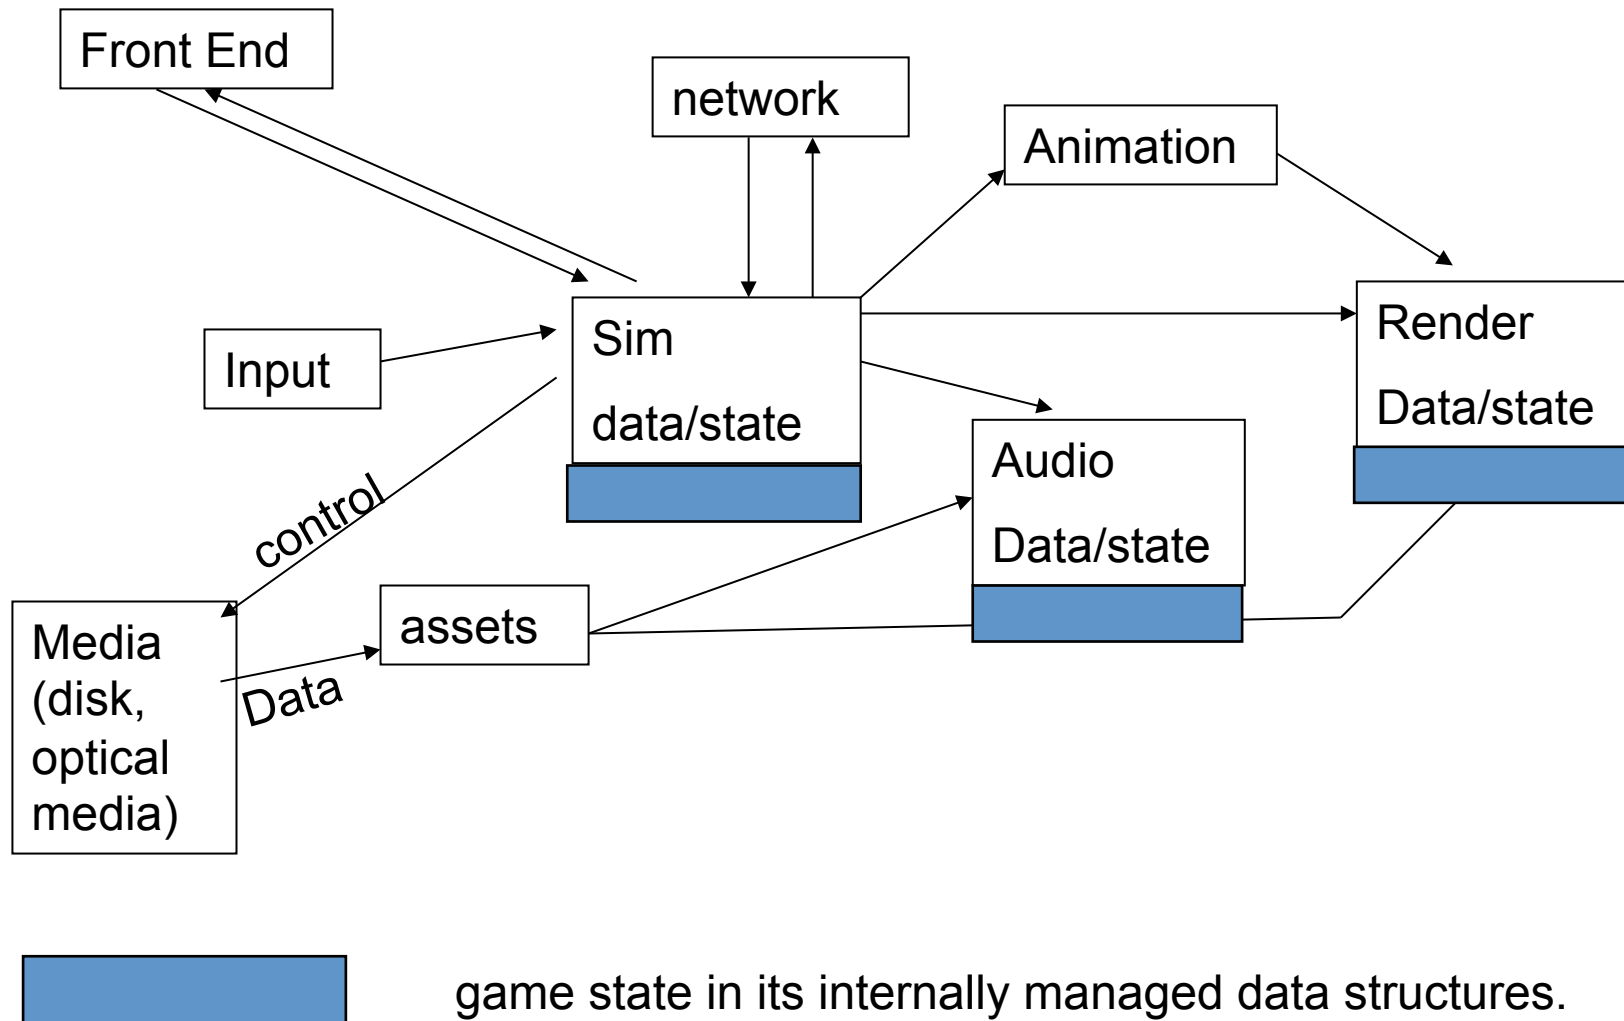 Front End
network
Animation
Input
Sim
data/state
Render
Data/state
Audio
Data/state
control
assets
Data
Media
(disk,
optical
media)
game state in its internally managed data structures.